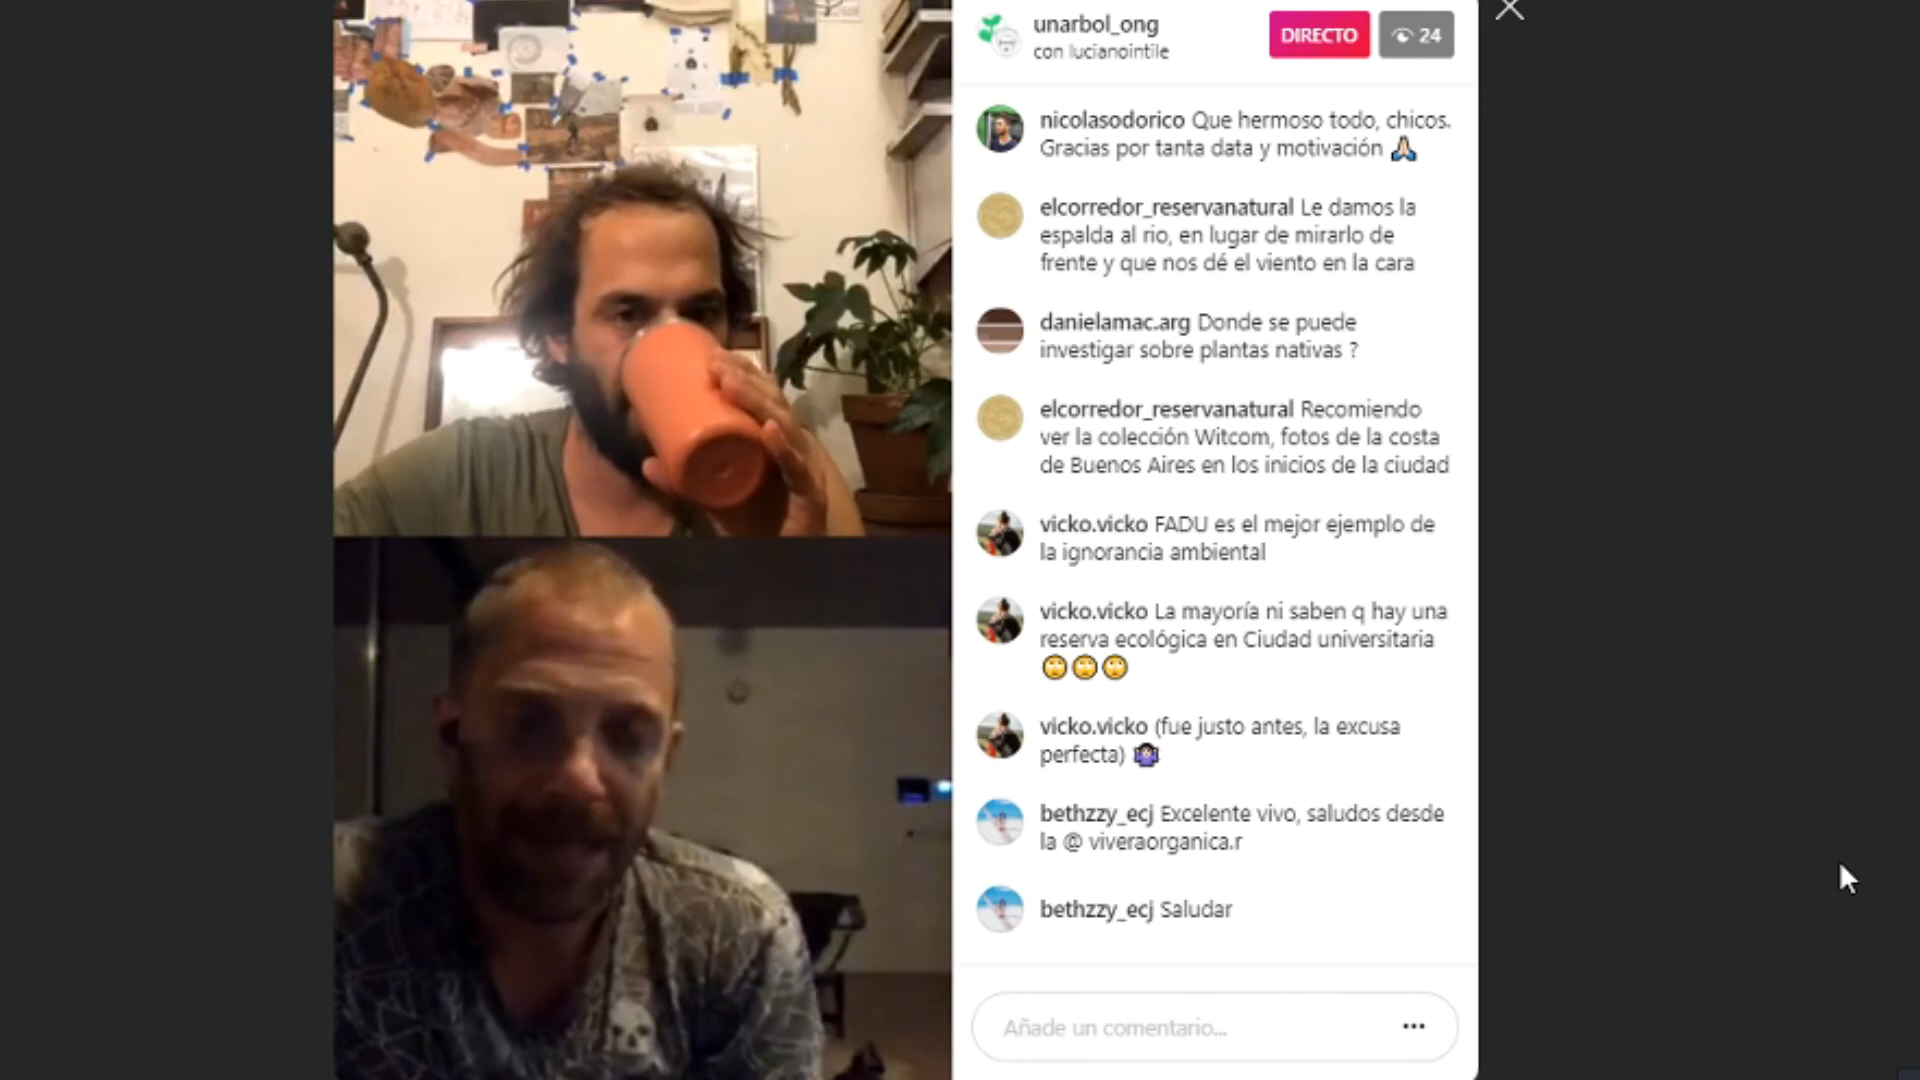 unarbol_ong
con lucianointile
DIRECTO
24
nicolasodorico Que hermoso todo, chicos.
Gracias por tanta data y motivación 🙏🏻
elcorredor_reservanatural Le damos la
espalda al rio, en lugar de mirarlo de
frente y que nos dé el viento en la cara
danielamac.arg Donde se puede
investigar sobre plantas nativas ?
elcorredor_reservanatural Recomiendo
ver la colección Witcom, fotos de la costa
de Buenos Aires en los inicios de la ciudad
vicko.vicko FADU es el mejor ejemplo de
la ignorancia ambiental
vicko.vicko La mayoría ni saben q hay una
reserva ecológica en Ciudad universitaria
🙄🙄🙄
vicko.vicko (fue justo antes, la excusa
perfecta) 🤷🏻‍♀️
bethzzy_ecj Excelente vivo, saludos desde
la @ viveraorganica.r
bethzzy_ecj Saludar
Añade un comentario...